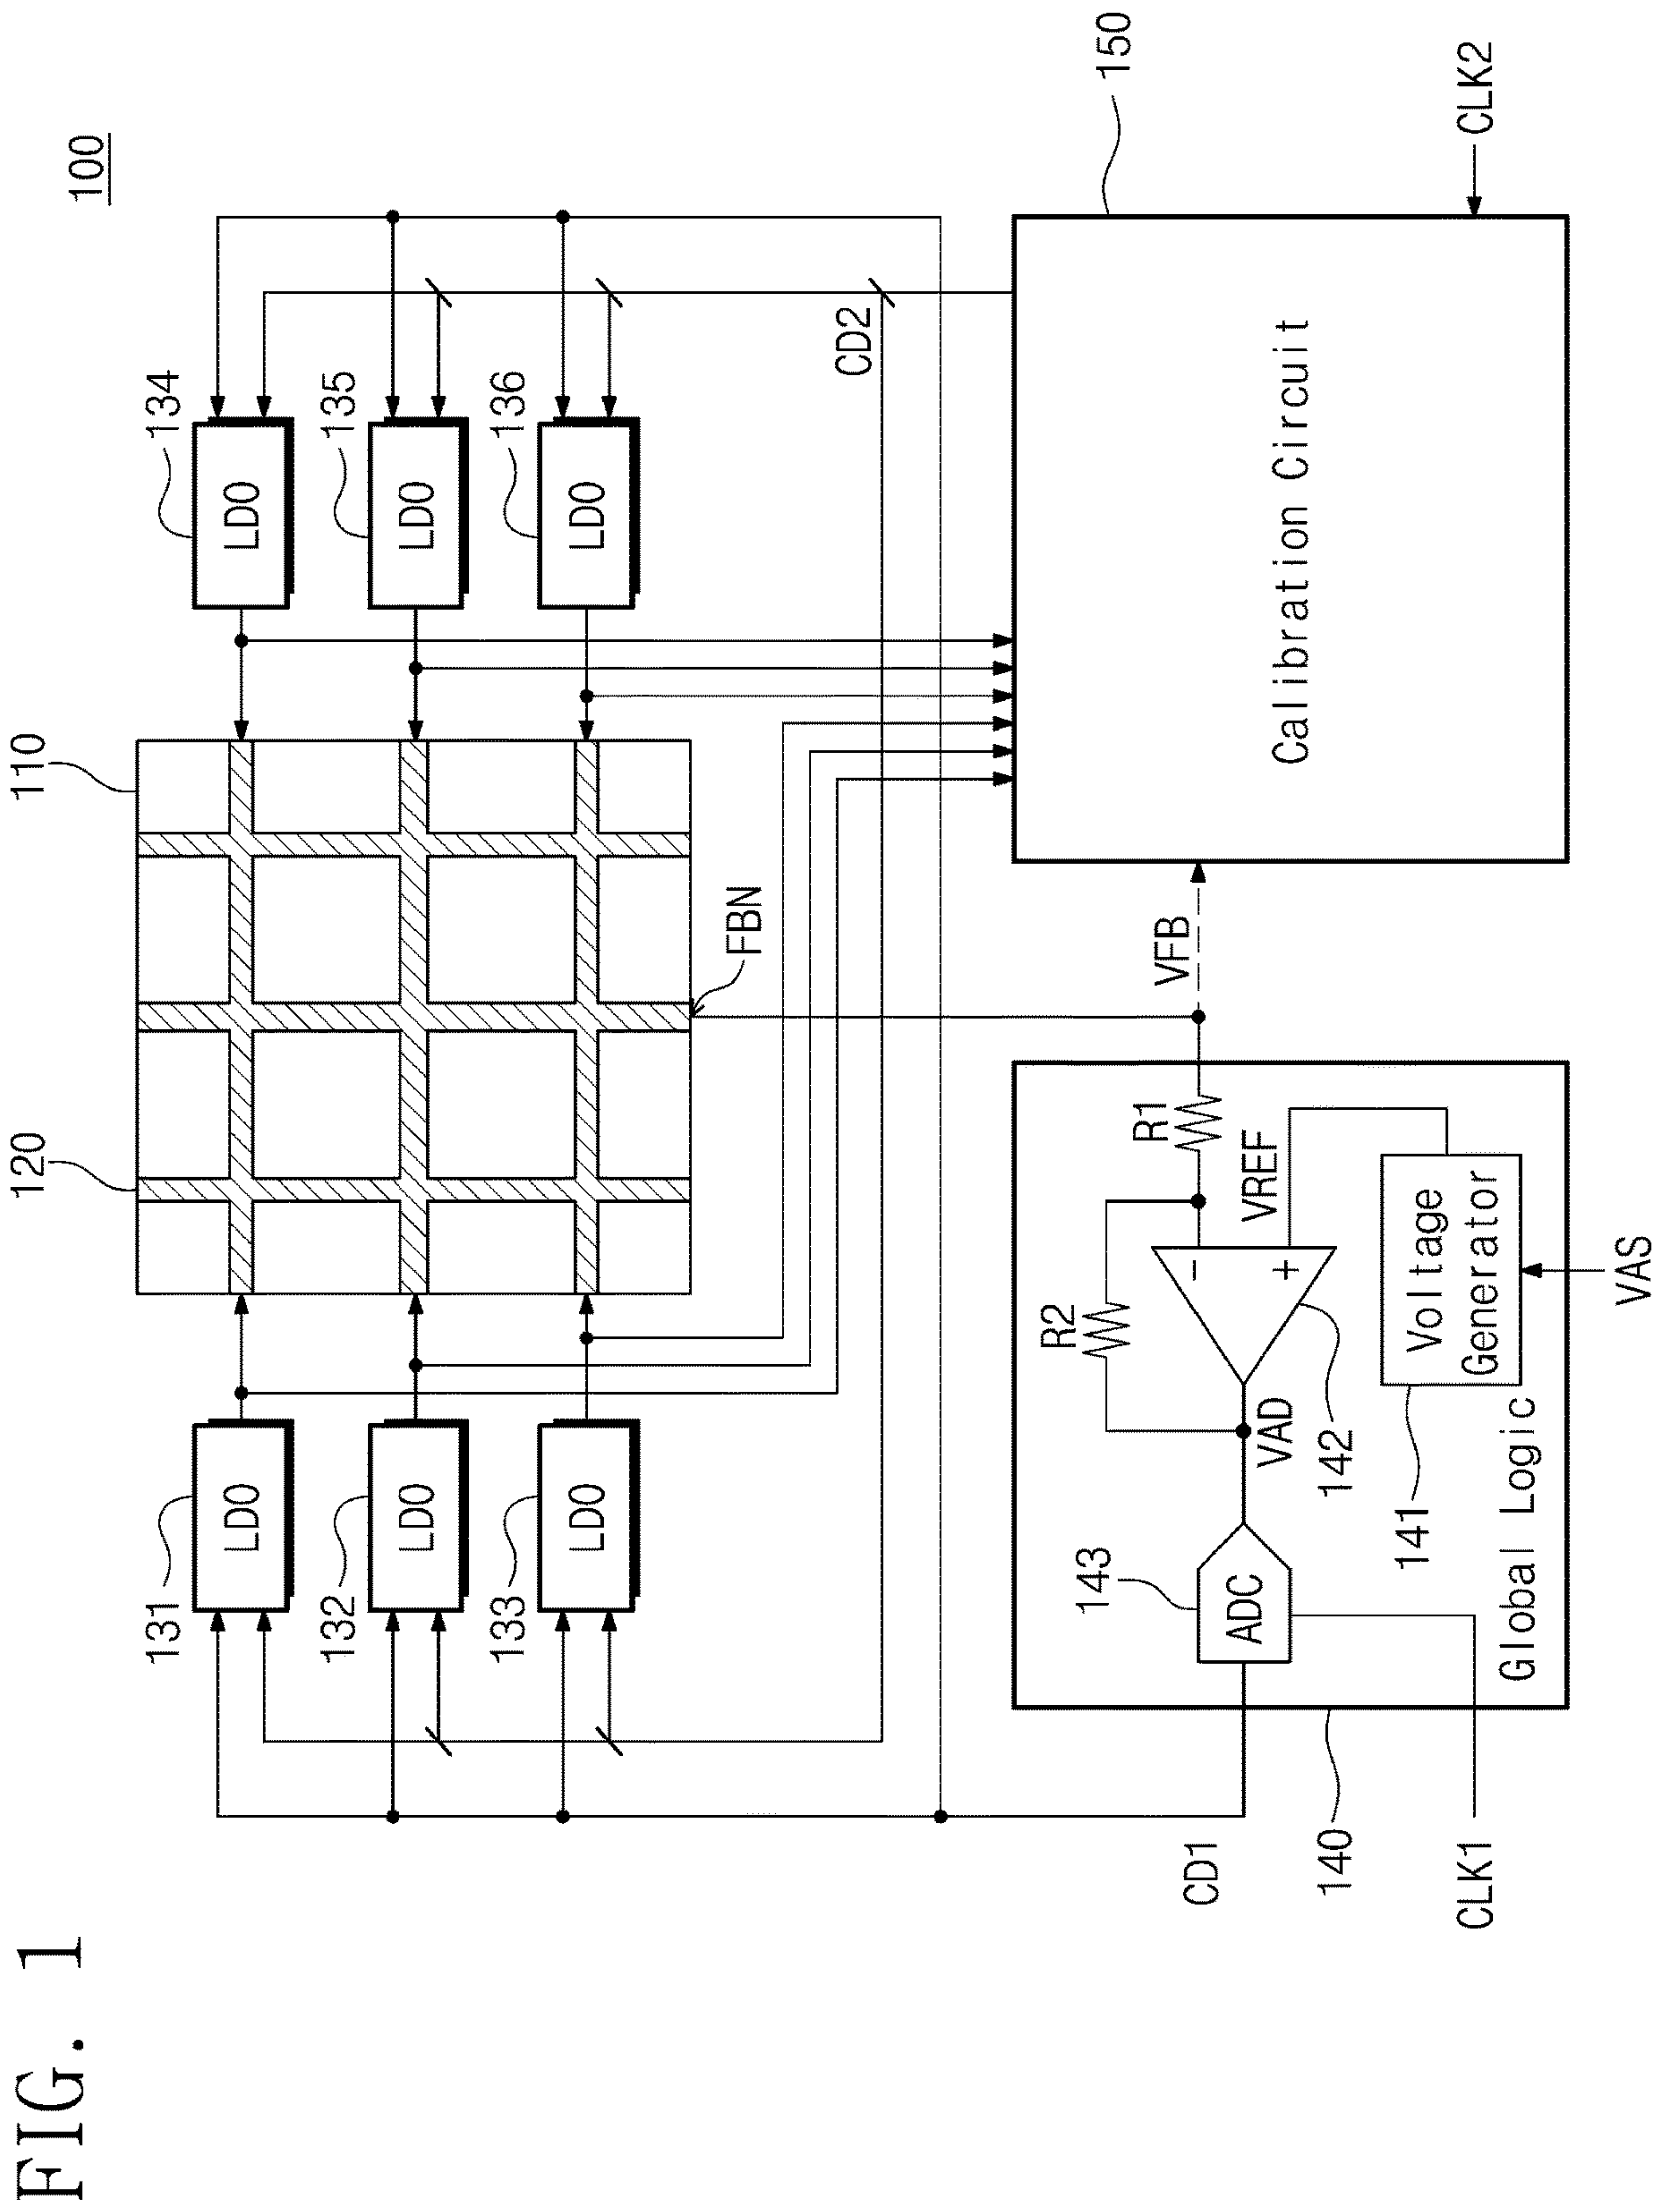 FIG. 1
100
120
110
131
LDO
134
LDO
132
LDO
135
LDO
133
LDO
136
LDO
FBN
CD2
CD1
140
CLK1
143
ADC
R2
VAD
142
-
+
R1
VREF
141
Voltage
Generator
Global Logic
VAS
VFB
150
Calibration Circuit
CLK2